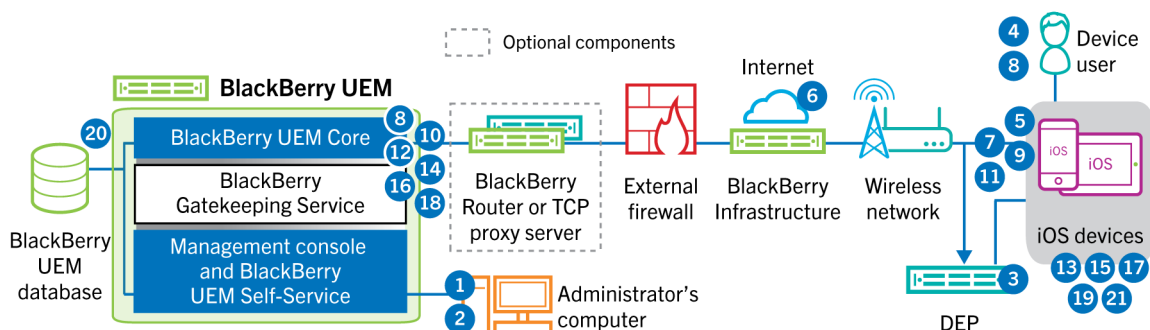 Optional components
BlackBerry UEM
Internet
4
Device
user
8
6
20
BlackBerry UEM Core
8
10
12
14
16
18
BlackBerry
Gatekeeping Service
Management console
and BlackBerry
UEM Self-Service
BlackBerry
UEM
database
BlackBerry
Router or TCP
proxy server
External
firewall
BlackBerry
Infrastructure
Wireless
network
5
7
9
11
iOS
iOS
iOS devices
13 15 17
19 21
3
DEP
1
2
Administrator's
computer